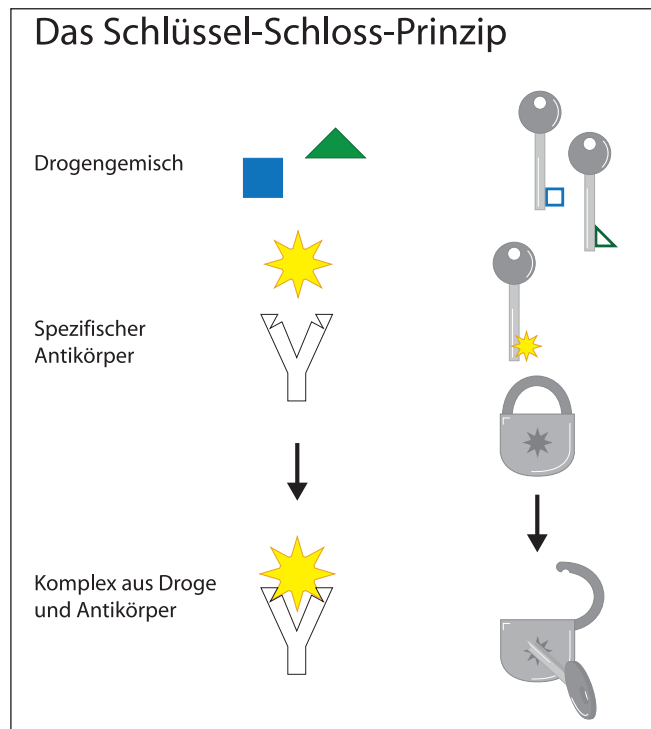 Das Schlüssel-Schloss-Prinzip
Drogengemisch
Spezifischer
Antikörper
Komplex aus Droge
und Antikörper